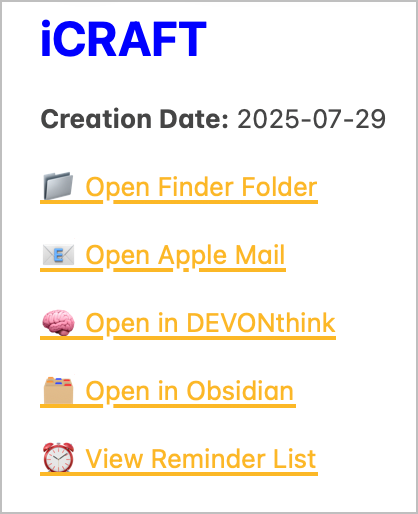 iCRAFT
Creation Date: 2025-07-29
📁 Open Finder Folder
📧 Open Apple Mail
🧠 Open in DEVONthink
🗂️ Open in Obsidian
⏰ View Reminder List